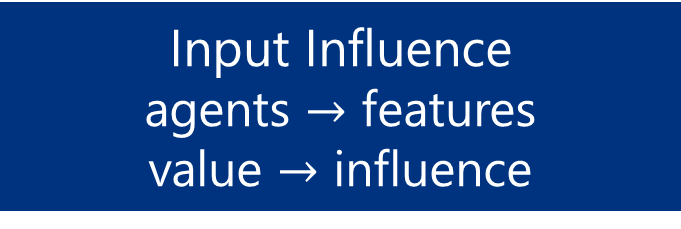 Input Influence
agents → features
value → influence